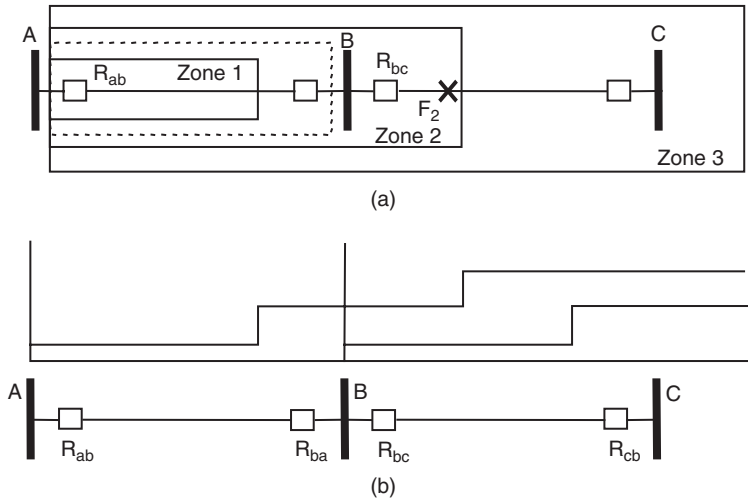 A
B
C
R_ab
Zone 1
R_bc
F_2
Zone 2
Zone 3
(a)
A
B
C
R_ab
R_ba
R_bc
R_cb
(b)